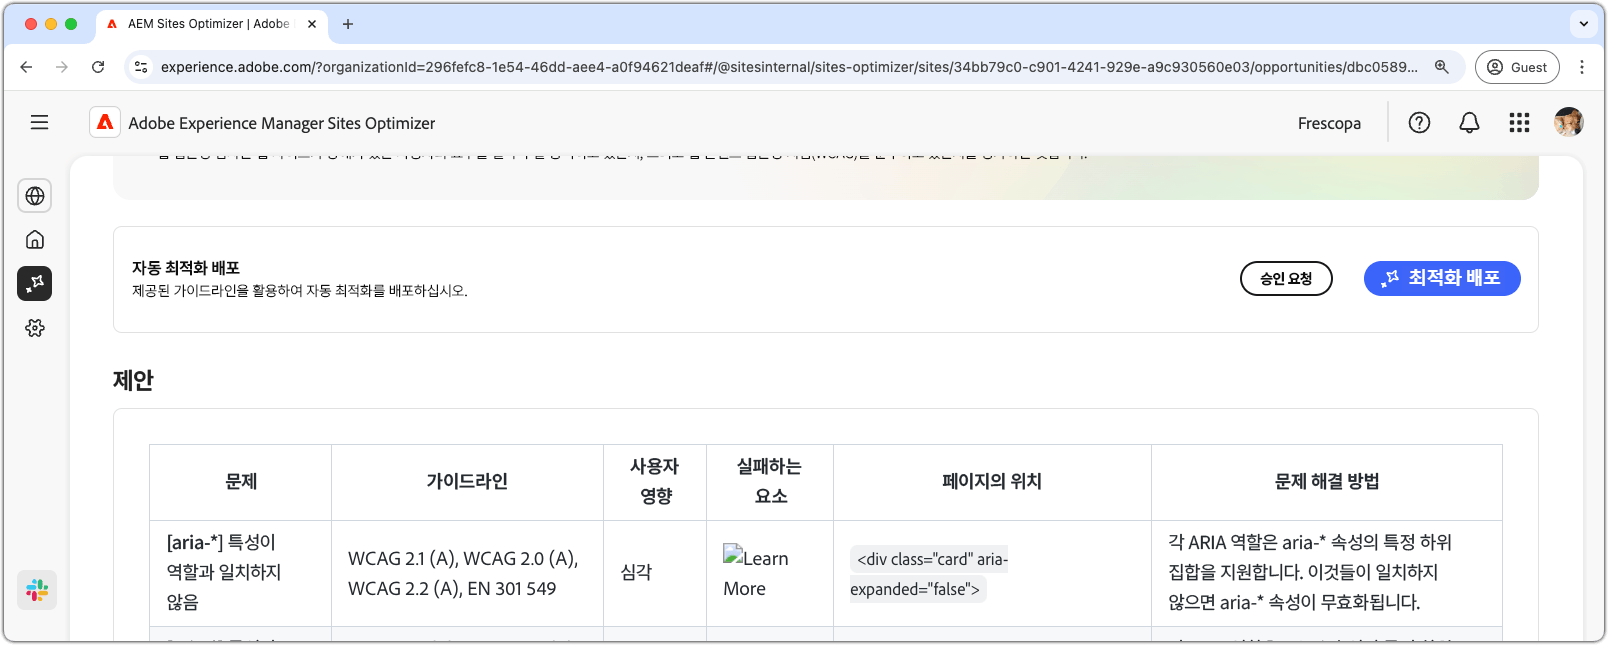 AEM Sites Optimizer | Adobe
experience.adobe.com/?organizationId=296fefc8-1e54-46dd-aee4-a0f94621deaf#/@sitesinternal/sites-optimizer/sites/34bb79c0-c901-4241-929e-a9c930560e03/opportunities/dbc0589...
Guest
Adobe Experience Manager Sites Optimizer
Frescopa
자동 최적화 배포
제공된 가이드라인을 활용하여 자동 최적화를 배포하십시오.
승인 요청
최적화 배포
제안
문제
가이드라인
사용자
영향
실패하는
요소
페이지의 위치
문제 해결 방법
[aria-*] 특성이
역할과 일치하지
않음
WCAG 2.1 (A), WCAG 2.0 (A),
WCAG 2.2 (A), EN 301 549
심각
Learn
More
<div class="card" aria-
expanded="false">
각 ARIA 역할은 aria-* 속성의 특정 하위
집합을 지원합니다. 이것들이 일치하지
않으면 aria-* 속성이 무효화됩니다.